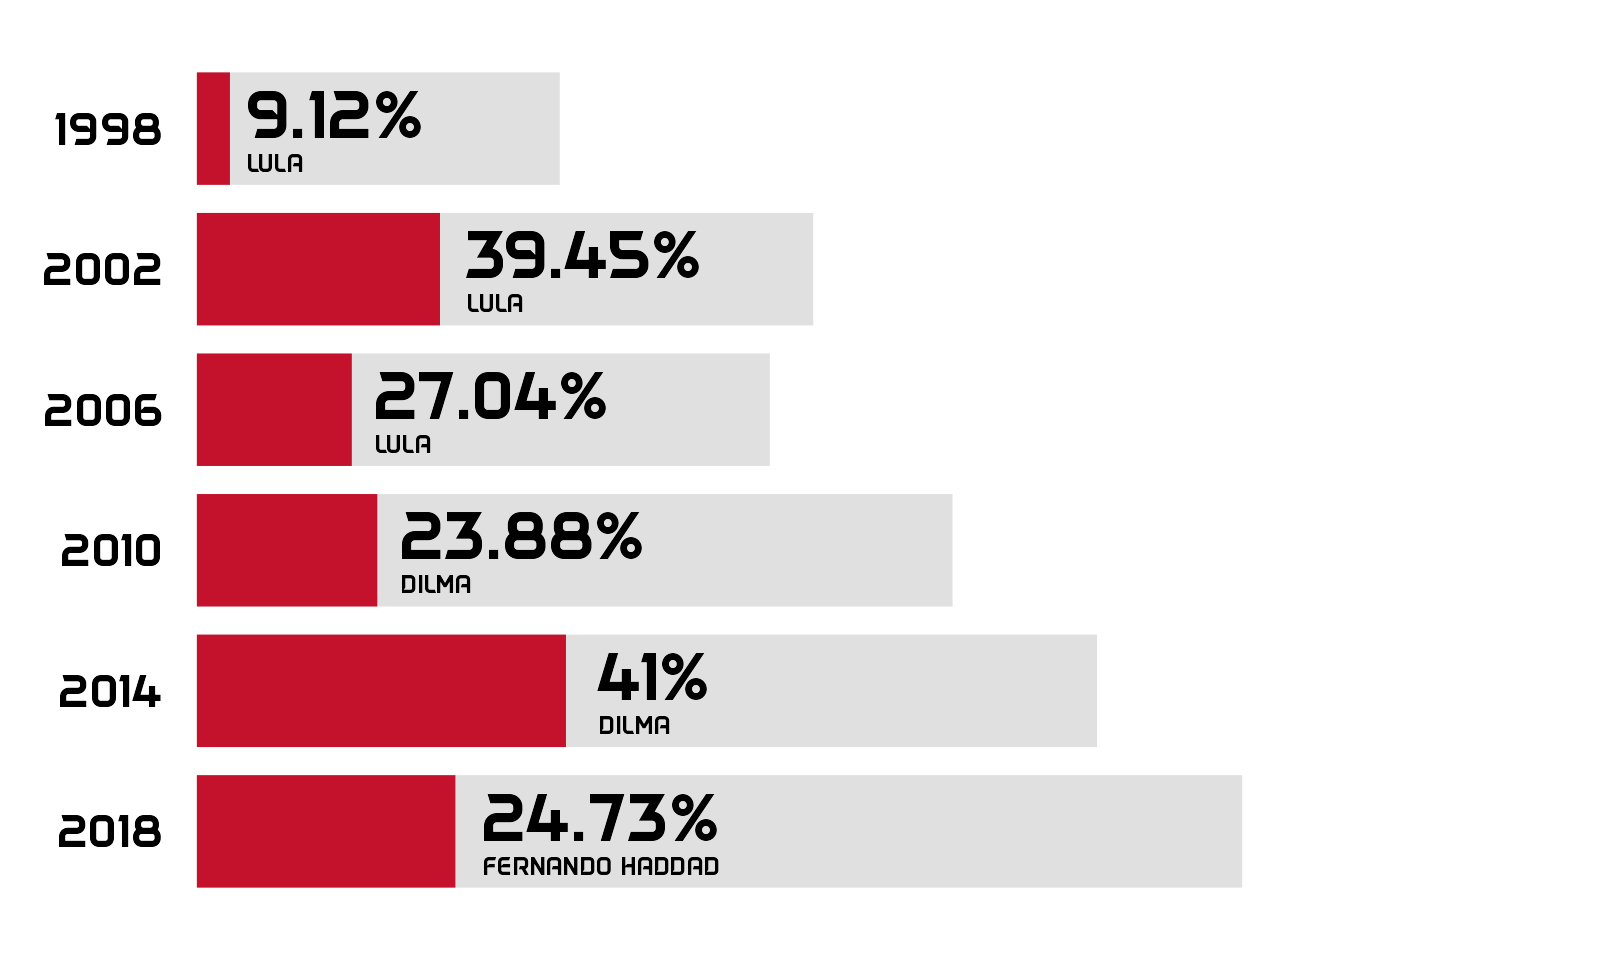 1998
9.12%
LULA
2002
39.45%
LULA
2006
27.04%
LULA
2010
23.88%
DILMA
2014
41%
DILMA
2018
24.73%
FERNANDO HADDAD